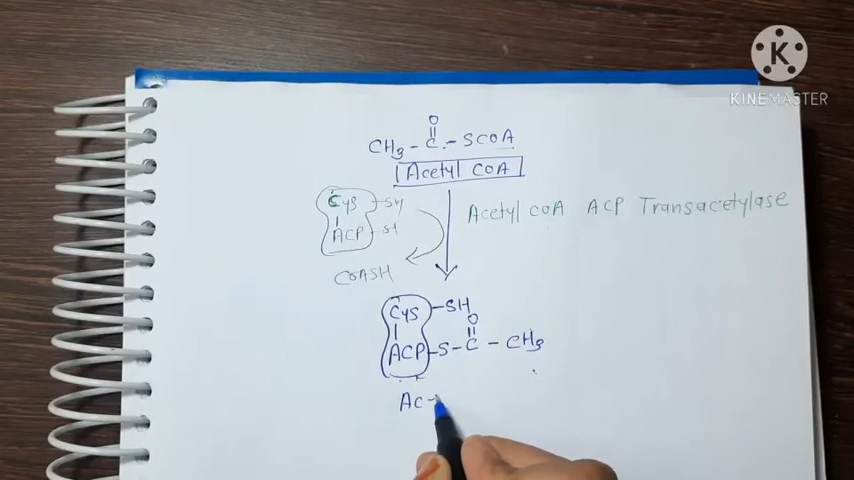 K
KINEMASTER
O
||
CH3 - C - SCOA
Acetyl COA
Cys - SH
|
ACP - SH
Acetyl COA ACP Transacetylase
COASH
Cys - SH
|
ACP - S - C - CH3
O
||
Ac